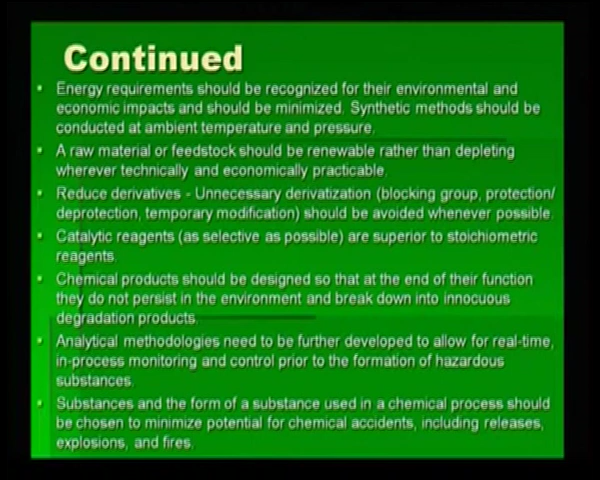 Continued
Energy requirements should be recognized for their environmental and
economic impacts and should be minimized. Synthetic methods should be
conducted at ambient temperature and pressure.
A raw material or feedstock should be renewable rather than depleting
wherever technically and economically practicable.
Reduce derivatives - Unnecessary derivatization (blocking group, protection/
deprotection, temporary modification) should be avoided whenever possible.
Catalytic reagents (as selective as possible) are superior to stoichiometric
reagents.
Chemical products should be designed so that at the end of their function
they do not persist in the environment and break down into innocuous
degradation products.
Analytical methodologies need to be further developed to allow for real-time,
in-process monitoring and control prior to the formation of hazardous
substances.
Substances and the form of a substance used in a chemical process should
be chosen to minimize potential for chemical accidents, including releases,
explosions, and fires.